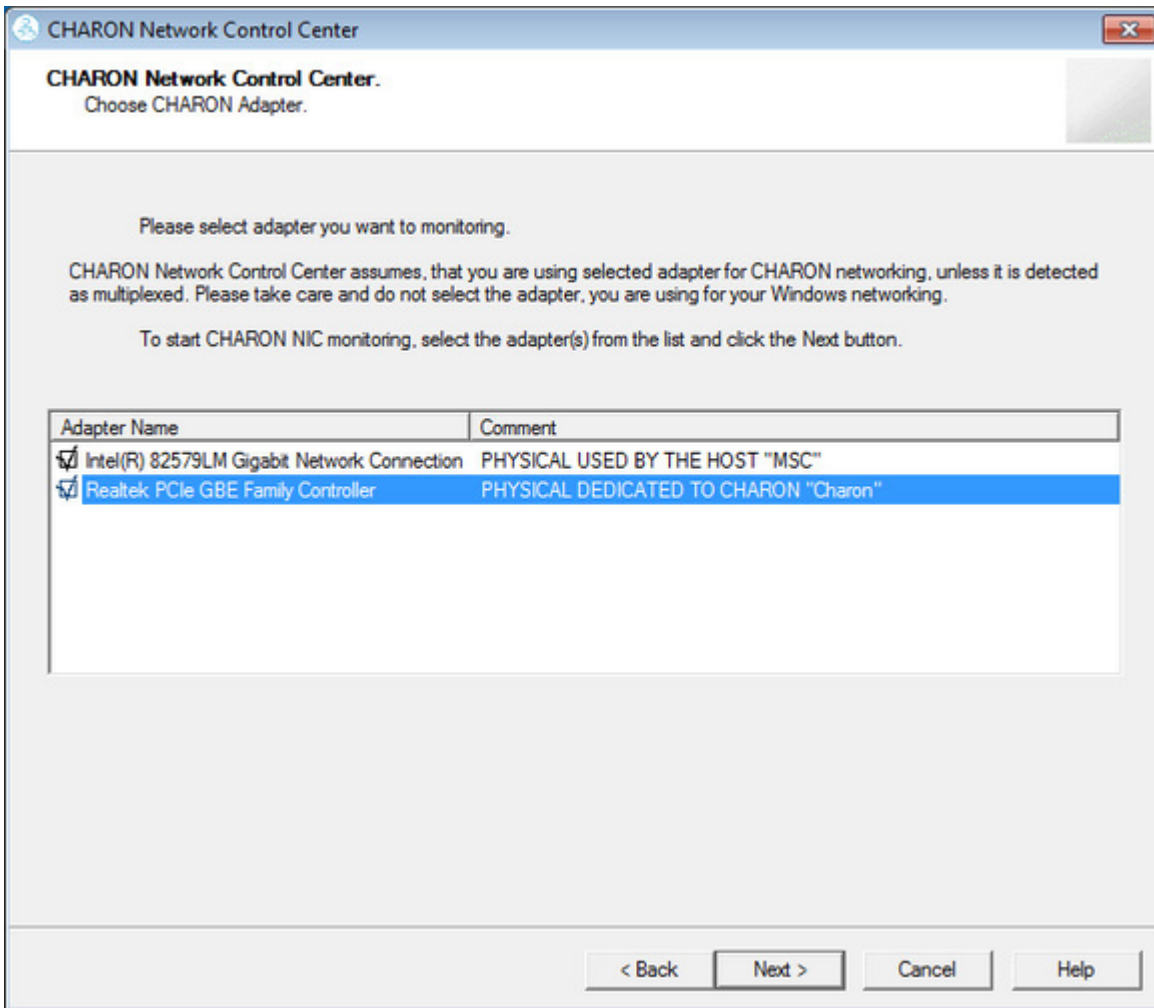 CHARON Network Control Center
CHARON Network Control Center.
Choose CHARON Adapter.
Please select adapter you want to monitoring.
CHARON Network Control Center assumes, that you are using selected adapter for CHARON networking, unless it is detected
as multiplexed. Please take care and do not select the adapter, you are using for your Windows networking.
To start CHARON NIC monitoring, select the adapter(s) from the list and click the Next button.
Adapter Name Comment
Intel(R) 82579LM Gigabit Network Connection PHYSICAL USED BY THE HOST "MSC"
Realtek PCIe GBE Family Controller PHYSICAL DEDICATED TO CHARON "Charon"
< Back Next > Cancel Help